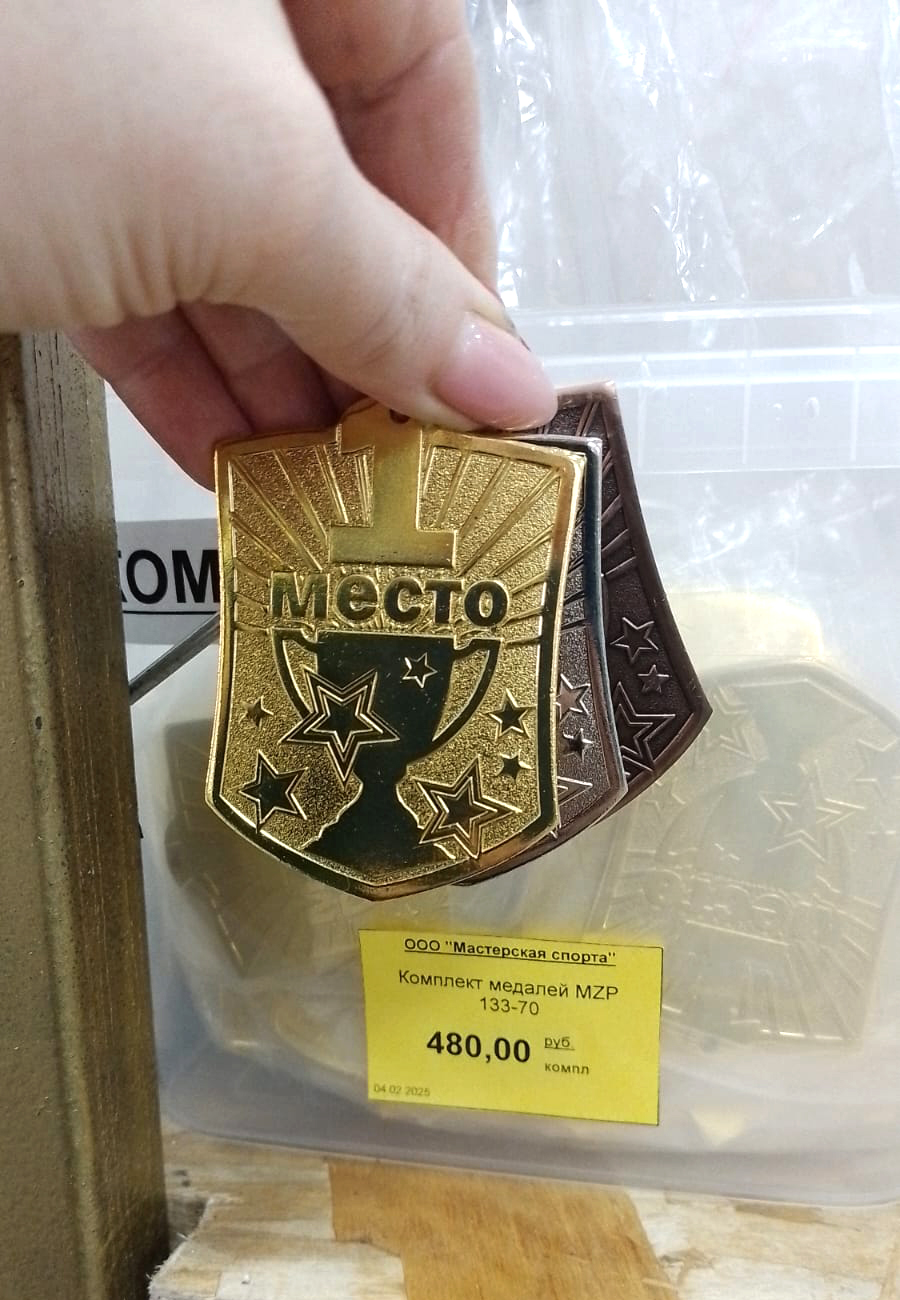 1
место
КОМ
ООО "Мастерская спорта"
Комплект медалей MZP
133-70
480,00 руб.
компл
04.02.2025